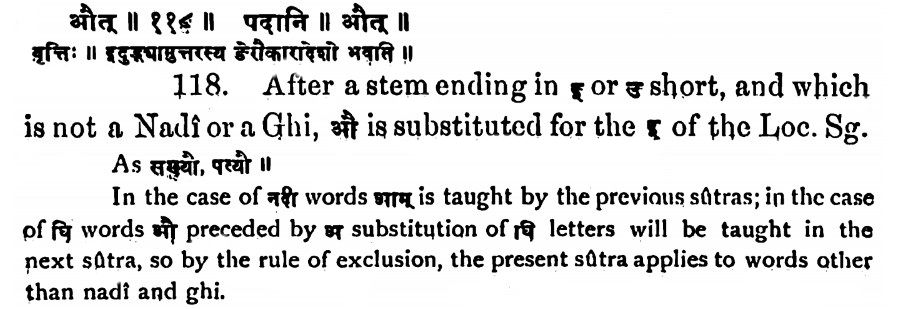 औत् ॥ ११८ ॥ पदानि ॥ औत् ॥
वृत्तिः ॥ इदुद्भ्यामुत्तरस्य ङेरौकारादेशो भवति ॥
118. After a stem ending in इ or उ short, and which
is not a Nadî or a Ghi, औ is substituted for the इ of the Loc. Sg.
As सख्यौ, पत्यौ ॥
In the case of नदी words आम् is taught by the previous sûtras; in the case
of घि words औ preceded by अ substitution of घि letters will be taught in the
next sûtra, so by the rule of exclusion, the present sûtra applies to words other
than nadî and ghi.